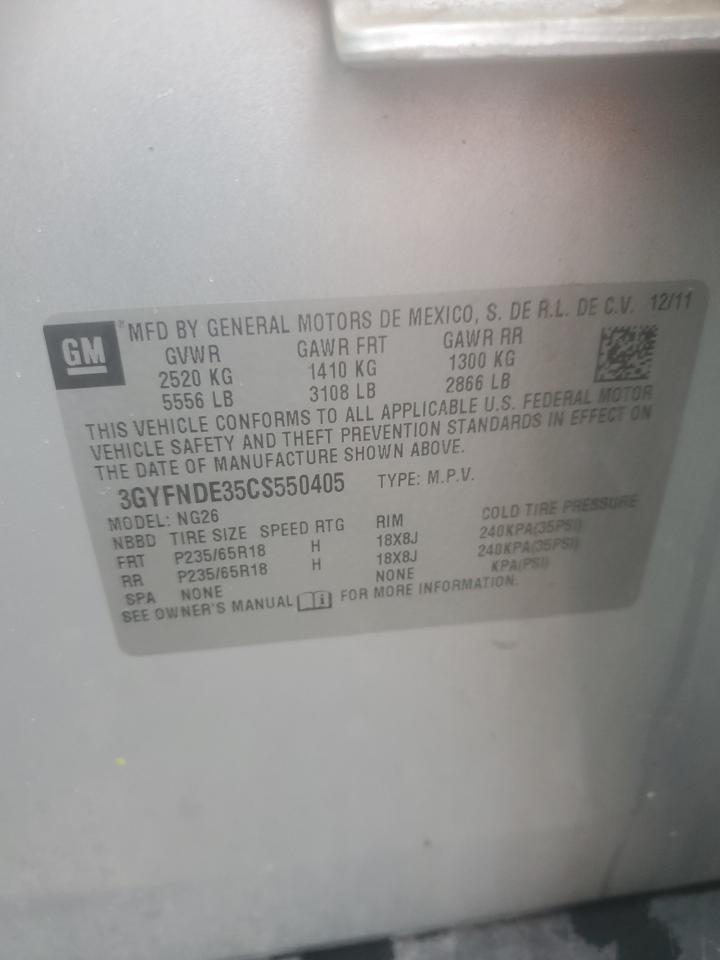 GM
MFD BY GENERAL MOTORS DE MEXICO, S. DE R.L. DE C.V. 12/11
GVWR GAWR FRT GAWR RR
2520 KG 1410 KG 1300 KG
5556 LB 3108 LB 2866 LB
THIS VEHICLE CONFORMS TO ALL APPLICABLE U.S. FEDERAL MOTOR
VEHICLE SAFETY AND THEFT PREVENTION STANDARDS IN EFFECT ON
THE DATE OF MANUFACTURE SHOWN ABOVE.
3GYFNDE35CS550405 TYPE: M.P.V.
MODEL: NG26
NBBD TIRE SIZE SPEED RTG RIM COLD TIRE PRESSURE
FRT P235/65R18 H 18X8J 240KPA(35PSI)
RR P235/65R18 H 18X8J 240KPA(35PSI)
SPA NONE NONE KPA(PSI)
SEE OWNER'S MANUAL FOR MORE INFORMATION.